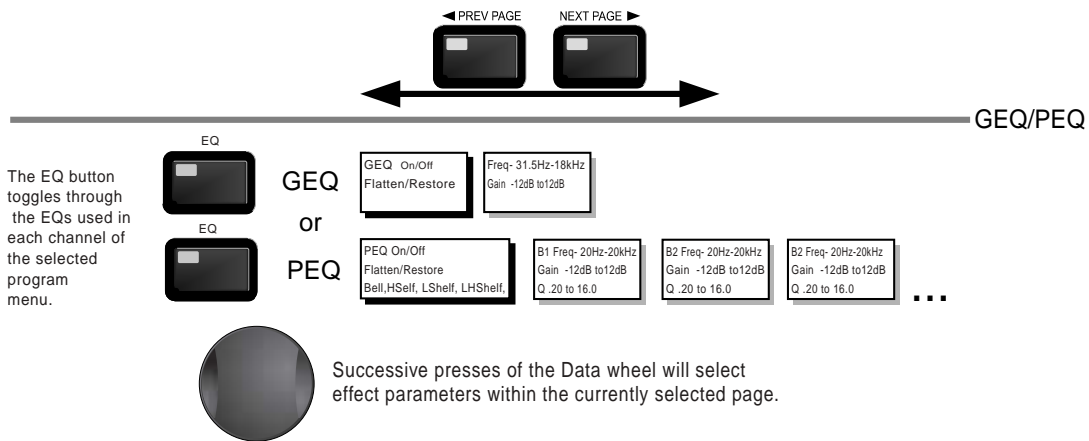 ◄ PREV PAGE
NEXT PAGE ►
GEQ/PEQ
EQ
The EQ button
toggles through
the EQs used in
each channel of
the selected
program
menu.
GEQ
GEQ On/Off
Flatten/Restore
Freq- 31.5Hz-18kHz
Gain -12dB to12dB
or
EQ
PEQ
PEQ On/Off
Flatten/Restore
Bell,HSelf, LShelf, LHShelf,
B1 Freq- 20Hz-20kHz
Gain -12dB to12dB
Q .20 to 16.0
B2 Freq- 20Hz-20kHz
Gain -12dB to12dB
Q .20 to 16.0
B2 Freq- 20Hz-20kHz
Gain -12dB to12dB
Q .20 to 16.0
...
Successive presses of the Data wheel will select
effect parameters within the currently selected page.